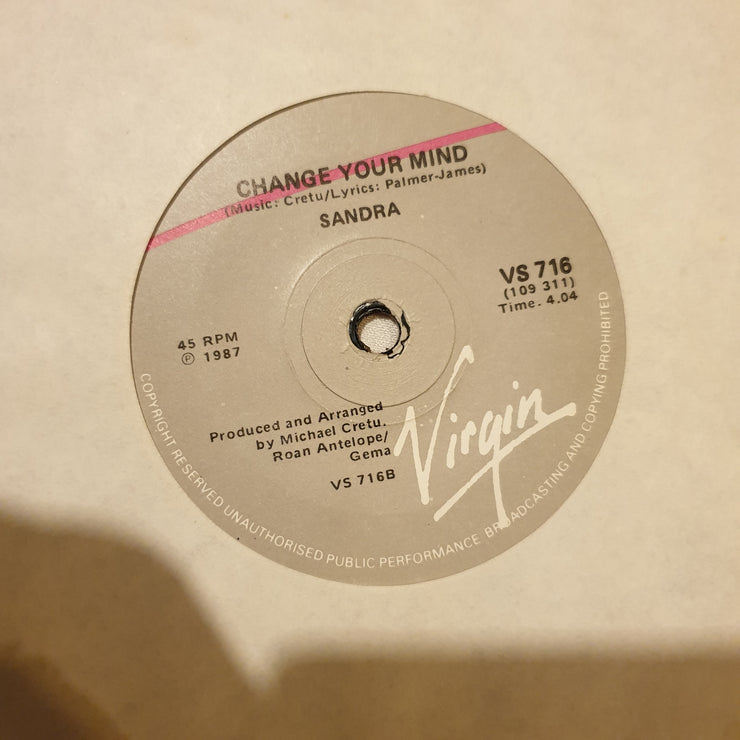 CHANGE YOUR MIND
(Music: Cretu/Lyrics: Palmer-James)
SANDRA
VS 716
(109 311)
Time. 4.04
45 RPM
℗ 1987
Produced and Arranged
by Michael Cretu.
Roan Antelope/
Gema
VS 716B
Virgin
COPYRIGHT RESERVED UNAUTHORISED PUBLIC PERFORMANCE BROADCASTING AND COPYING PROHIBITED